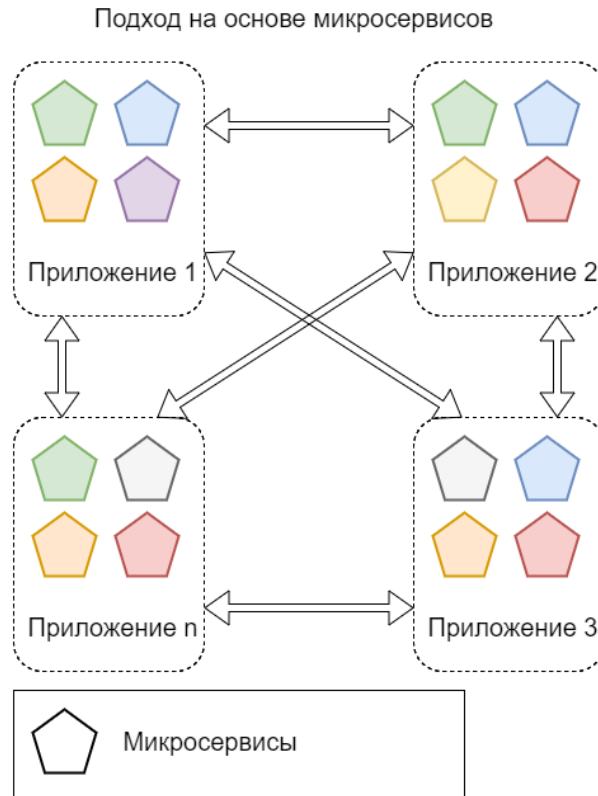 Подход на основе микросервисов
Приложение 1
Приложение 2
Приложение n
Приложение 3
Микросервисы